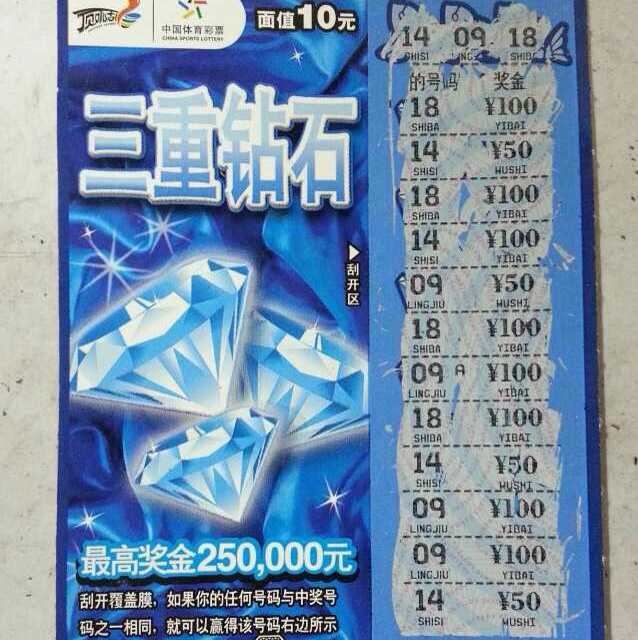 顶呱刮
中国体育彩票
CHINA SPORTS LOTTERY
面值10元
三重钻石
▶刮开区
14 09 18
SHISI LINGJIU SHIBA
的号码 奖金
18 ¥100
SHIBA YIBAI
14 ¥50
SHISI WUSHI
18 ¥100
SHIBA YIBAI
14 ¥100
SHISI YIBAI
09 ¥50
LINGJIU WUSHI
18 ¥100
SHIBA YIBAI
09 A ¥100
LINGJIU YIBAI
18 ¥100
SHIBA YIBAI
14 ¥50
SHISI WUSHI
09 ¥100
LINGJIU YIBAI
09 ¥100
LINGJIU YIBAI
14 ¥50
SHISI WUSHI
最高奖金250,000元
刮开覆盖膜，如果你的任何号码与中奖号
码之一相同，就可以赢得该号码右边所示